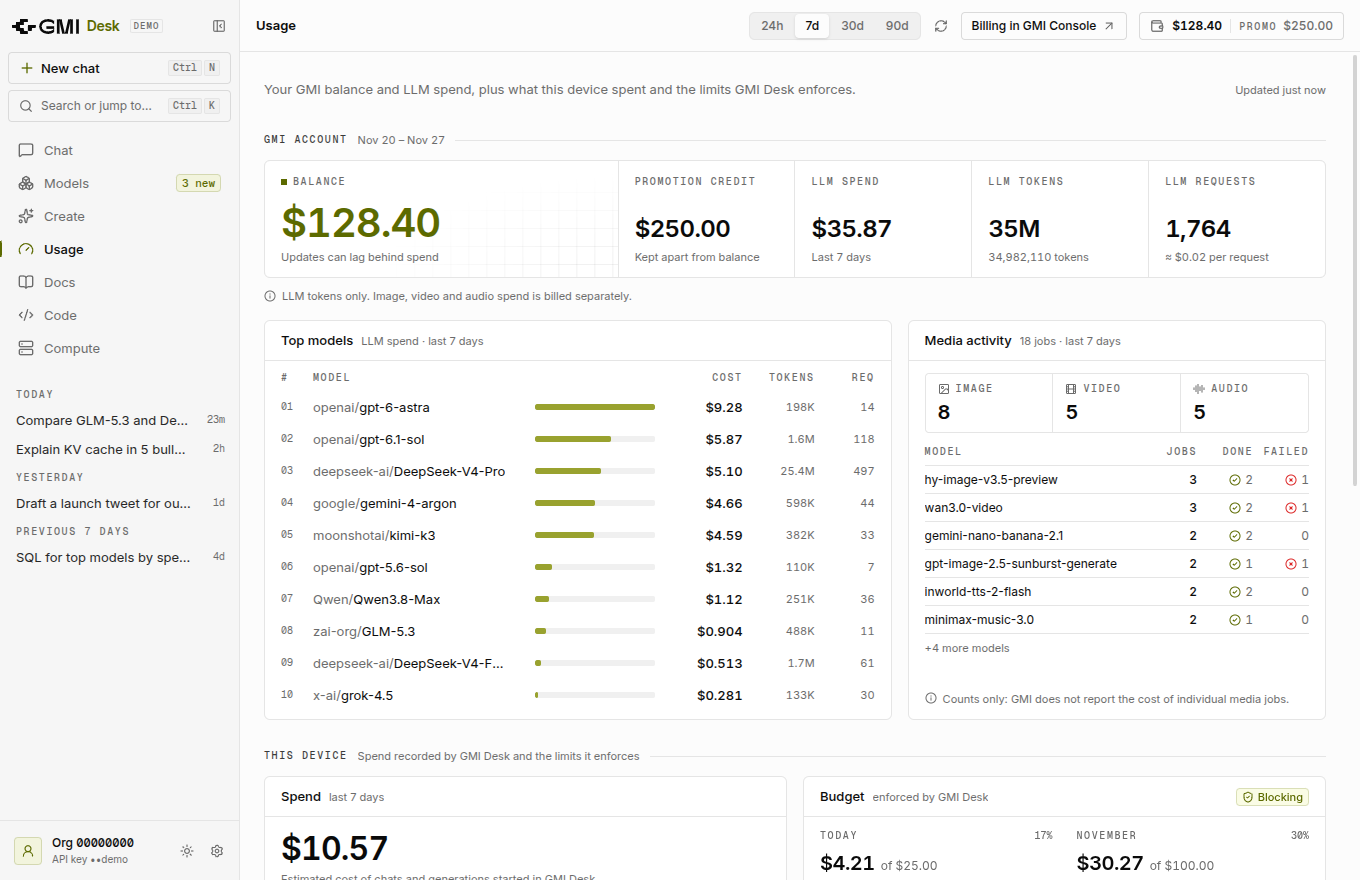 GMI Desk DEMO
New chat Ctrl N
Search or jump to... Ctrl K
Chat
Models 3 new
Create
Usage
Docs
Code
Compute
TODAY
Compare GLM-5.3 and De... 23m
Explain KV cache in 5 bull... 2h
YESTERDAY
Draft a launch tweet for ou... 1d
PREVIOUS 7 DAYS
SQL for top models by spe... 4d
Org 00000000
API key ••demo
Usage
24h 7d 30d 90d
Billing in GMI Console
$128.40 PROMO $250.00
Your GMI balance and LLM spend, plus what this device spent and the limits GMI Desk enforces.
Updated just now
GMI ACCOUNT Nov 20 – Nov 27
BALANCE
$128.40
Updates can lag behind spend
PROMOTION CREDIT
$250.00
Kept apart from balance
LLM SPEND
$35.87
Last 7 days
LLM TOKENS
35M
34,982,110 tokens
LLM REQUESTS
1,764
≈ $0.02 per request
LLM tokens only. Image, video and audio spend is billed separately.
Top models LLM spend · last 7 days
# MODEL COST TOKENS REQ
01 openai/gpt-6-astra $9.28 198K 14
02 openai/gpt-6.1-sol $5.87 1.6M 118
03 deepseek-ai/DeepSeek-V4-Pro $5.10 25.4M 497
04 google/gemini-4-argon $4.66 598K 44
05 moonshotai/kimi-k3 $4.59 382K 33
06 openai/gpt-5.6-sol $1.32 110K 7
07 Qwen/Qwen3.8-Max $1.12 251K 36
08 zai-org/GLM-5.3 $0.904 488K 11
09 deepseek-ai/DeepSeek-V4-F... $0.513 1.7M 61
10 x-ai/grok-4.5 $0.281 133K 30
Media activity 18 jobs · last 7 days
IMAGE
8
VIDEO
5
AUDIO
5
MODEL JOBS DONE FAILED
hy-image-v3.5-preview 3 2 1
wan3.0-video 3 2 1
gemini-nano-banana-2.1 2 2 0
gpt-image-2.5-sunburst-generate 2 1 1
inworld-tts-2-flash 2 2 0
minimax-music-3.0 2 1 0
+4 more models
Counts only: GMI does not report the cost of individual media jobs.
THIS DEVICE Spend recorded by GMI Desk and the limits it enforces
Spend last 7 days
$10.57
Estimated cost of chats and generations started in GMI Desk
Budget enforced by GMI Desk Blocking
TODAY 17%
$4.21 of $25.00
NOVEMBER 30%
$30.27 of $100.00